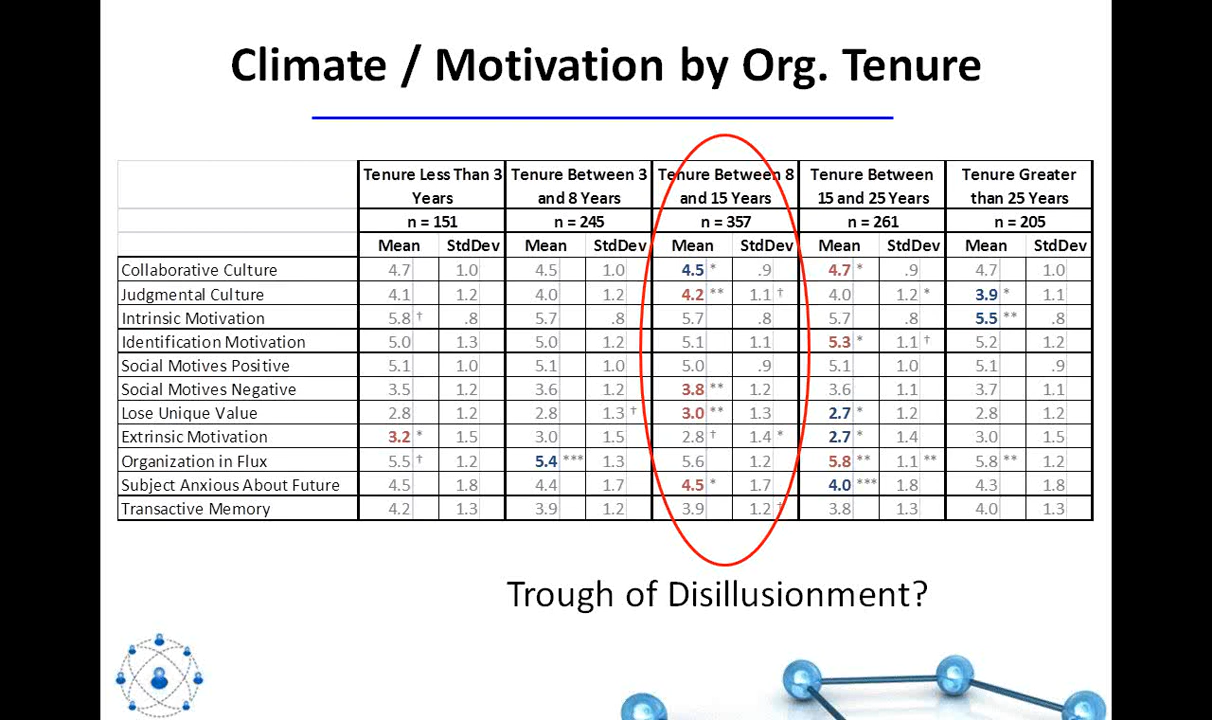 Climate / Motivation by Org. Tenure
Tenure Less Than 3 Years Tenure Between 3 and 8 Years Tenure Between 8 and 15 Years Tenure Between 15 and 25 Years Tenure Greater than 25 Years
n = 151 n = 245 n = 357 n = 261 n = 205
Mean StdDev Mean StdDev Mean StdDev Mean StdDev Mean StdDev
Collaborative Culture 4.7 1.0 4.5 1.0 4.5 * .9 4.7 * .9 4.7 1.0
Judgmental Culture 4.1 1.2 4.0 1.2 4.2 ** 1.1 † 4.0 1.2 * 3.9 * 1.1
Intrinsic Motivation 5.8 † .8 5.7 .8 5.7 .8 5.7 .8 5.5 ** .8
Identification Motivation 5.0 1.3 5.0 1.2 5.1 1.1 5.3 * 1.1 † 5.2 1.2
Social Motives Positive 5.1 1.0 5.1 1.0 5.0 .9 5.1 1.0 5.1 .9
Social Motives Negative 3.5 1.2 3.6 1.2 3.8 ** 1.2 3.6 1.1 3.7 1.1
Lose Unique Value 2.8 1.2 2.8 1.3 † 3.0 ** 1.3 2.7 * 1.2 2.8 1.2
Extrinsic Motivation 3.2 * 1.5 3.0 1.5 2.8 † 1.4 * 2.7 * 1.4 3.0 1.5
Organization in Flux 5.5 † 1.2 5.4 *** 1.3 5.6 1.2 5.8 ** 1.1 ** 5.8 ** 1.2
Subject Anxious About Future 4.5 1.8 4.4 1.7 4.5 * 1.7 4.0 *** 1.8 4.3 1.8
Transactive Memory 4.2 1.3 3.9 1.2 3.9 1.2 † 3.8 1.3 4.0 1.3
Trough of Disillusionment?